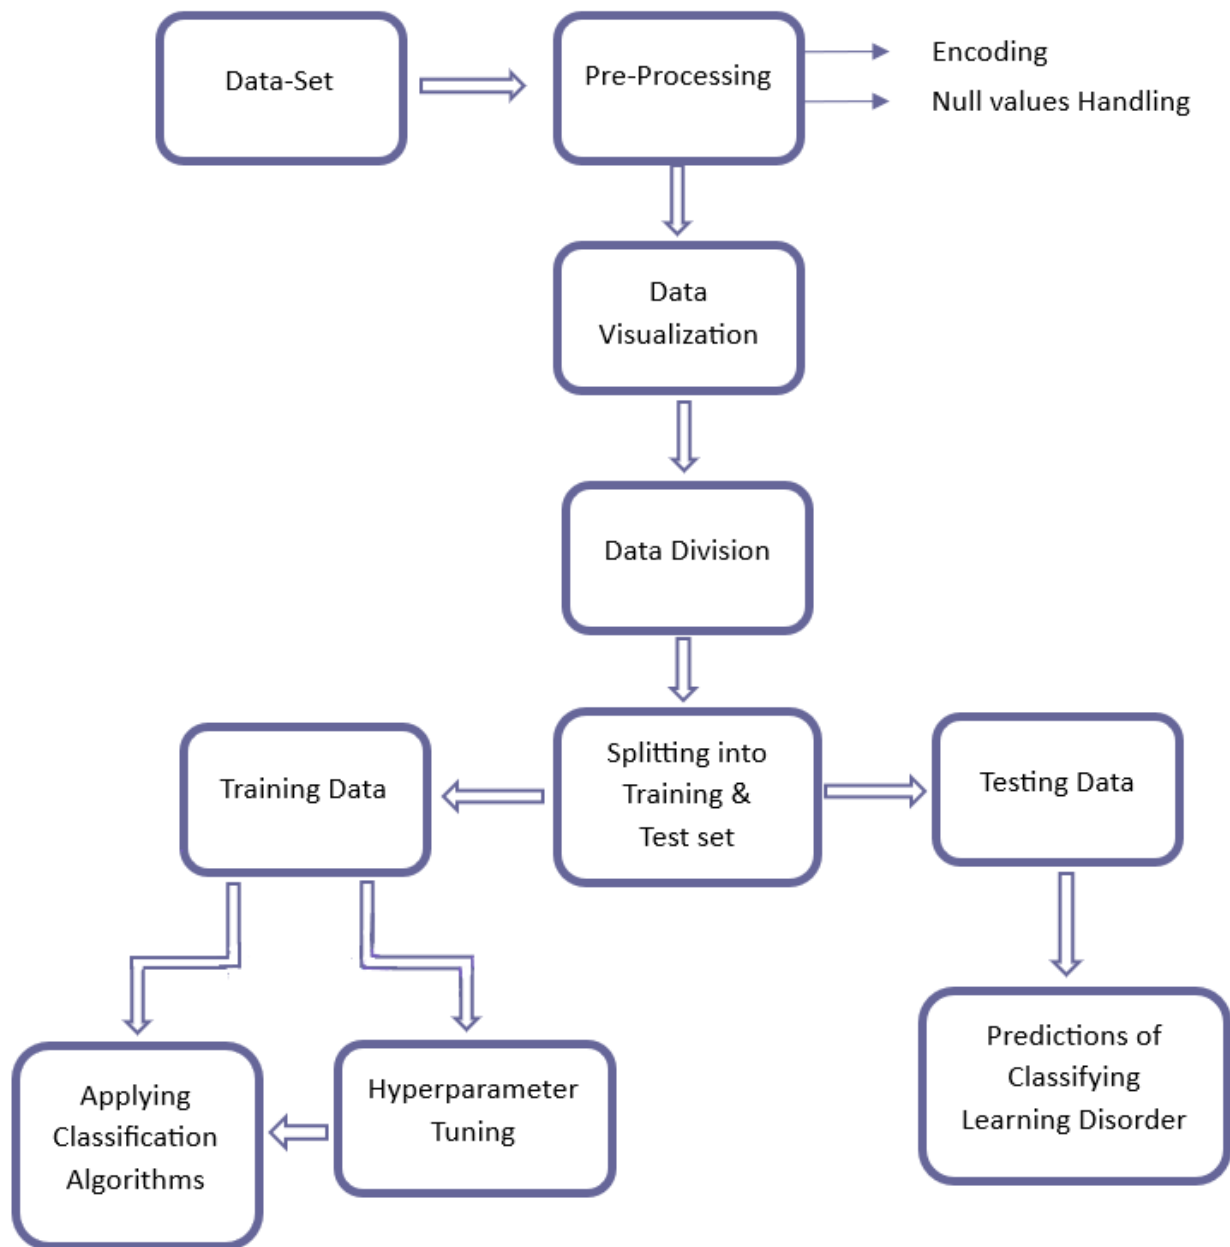 Data-Set
Pre-Processing
Encoding
Null values Handling
Data
Visualization
Data Division
Splitting into
Training &
Test set
Training Data
Testing Data
Applying
Classification
Algorithms
Hyperparameter
Tuning
Predictions of
Classifying
Learning Disorder